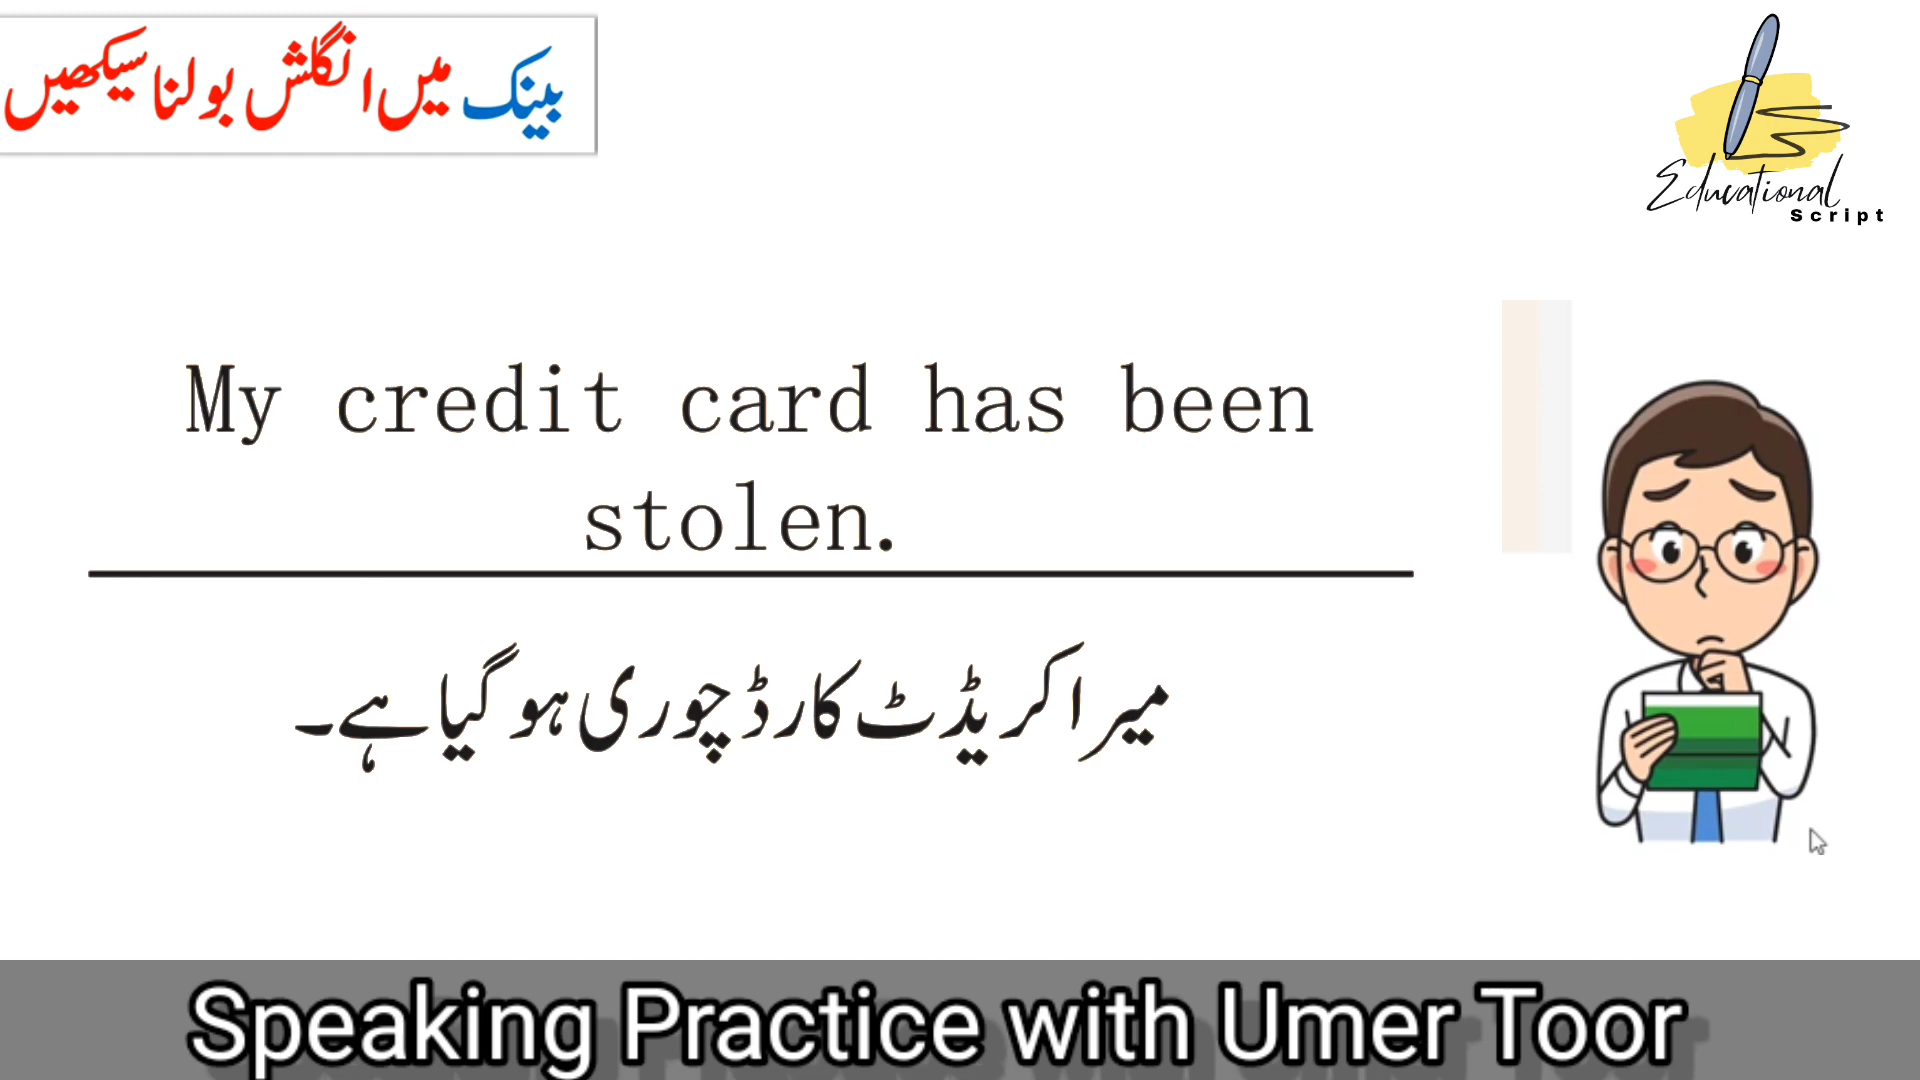 بینک میں انگلش بولنا سیکھیں
Educational
Script
My credit card has been
stolen.
میرا کریڈٹ کارڈ چوری ہو گیا ہے۔
Speaking Practice with Umer Toor